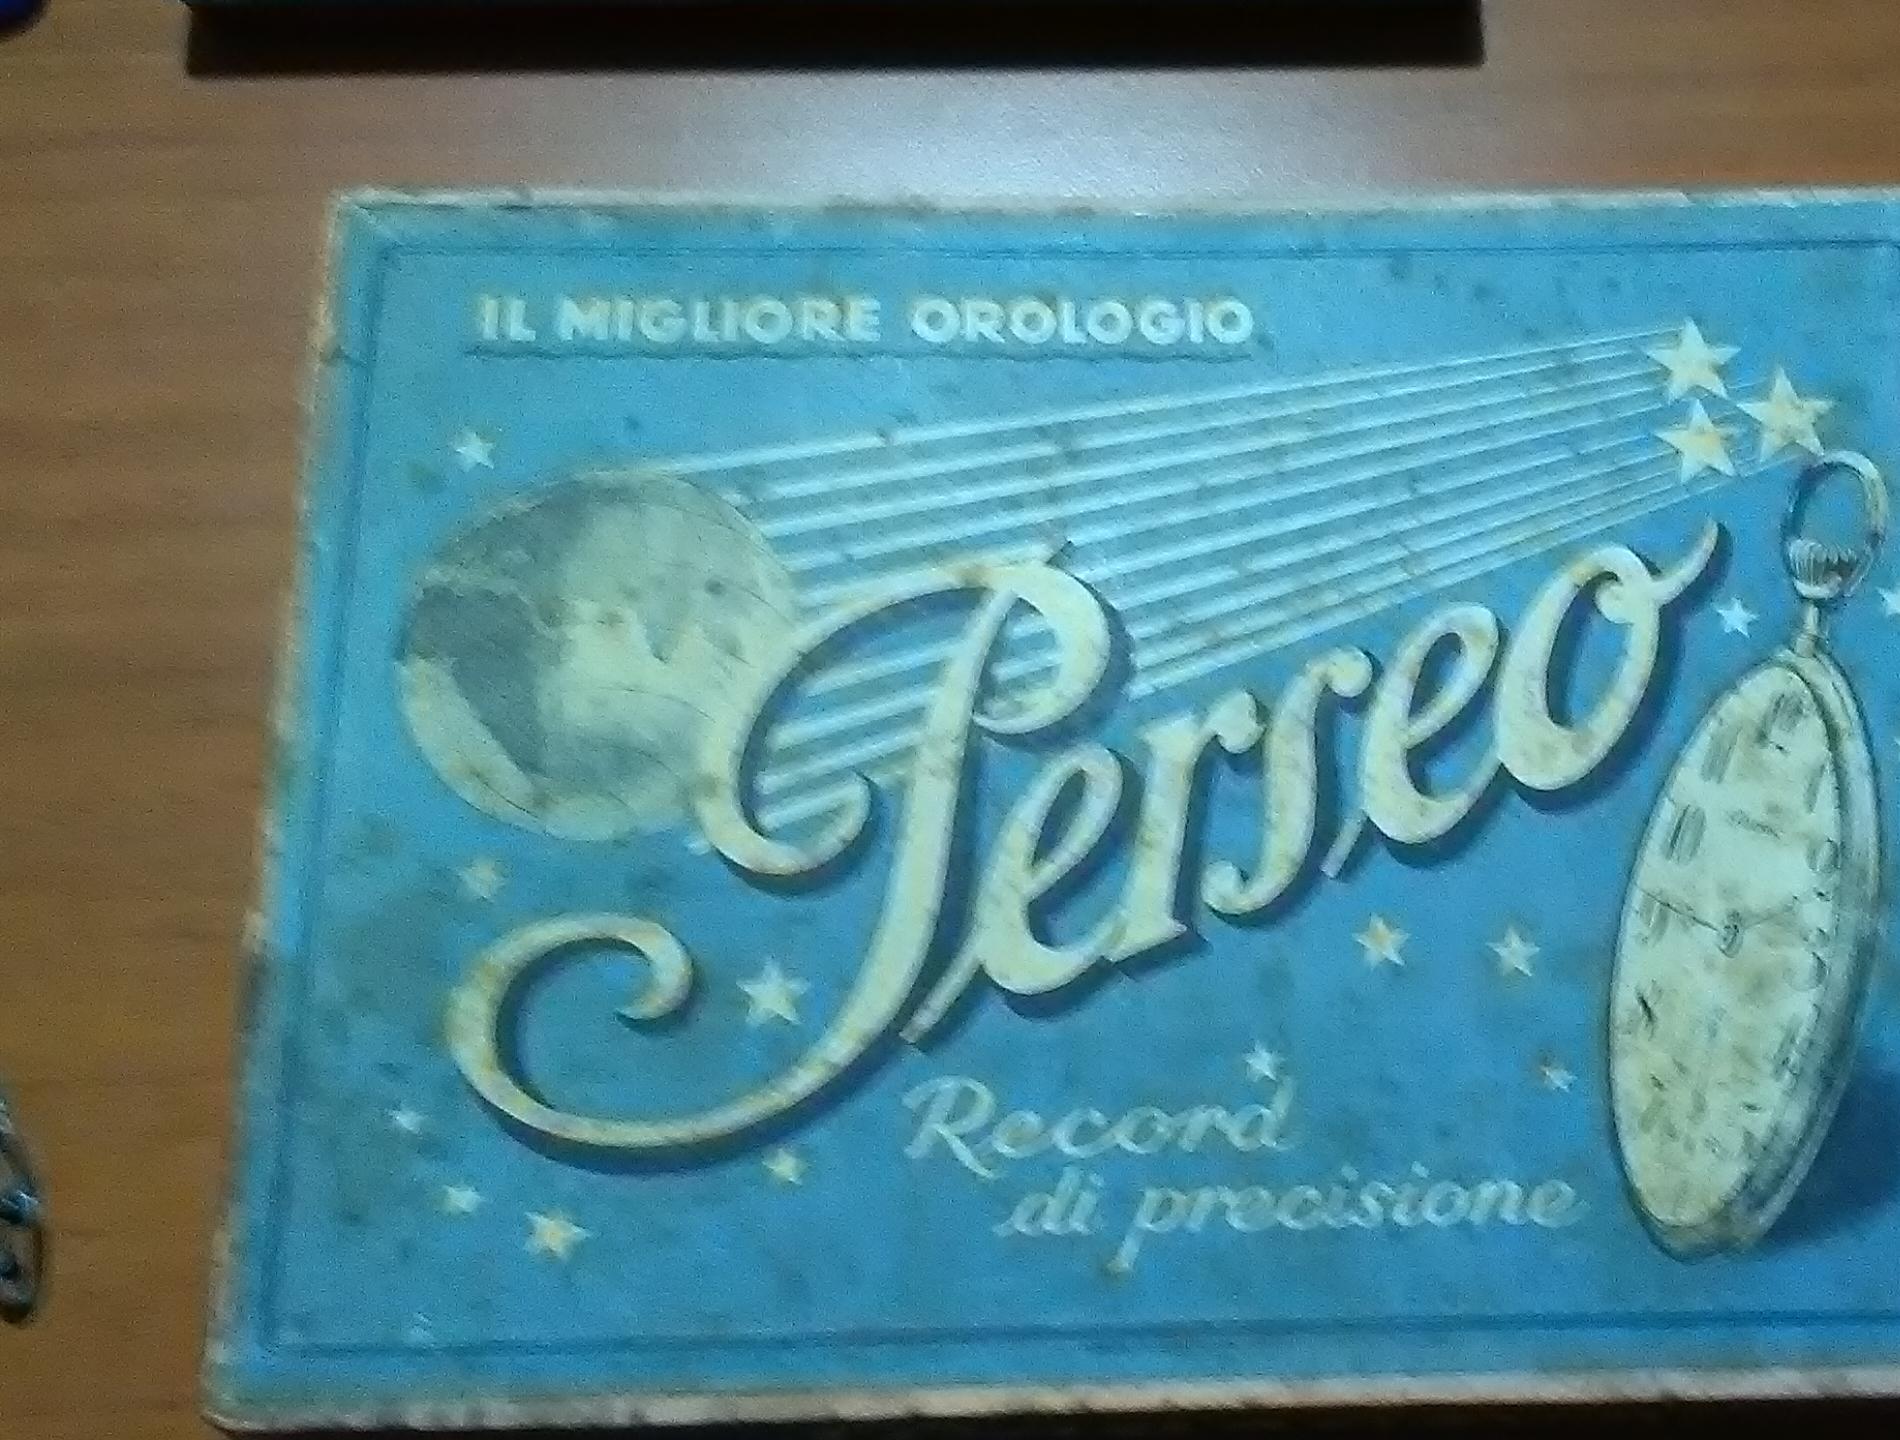 IL MIGLIORE OROLOGIO
Perseo
Record
di precisione